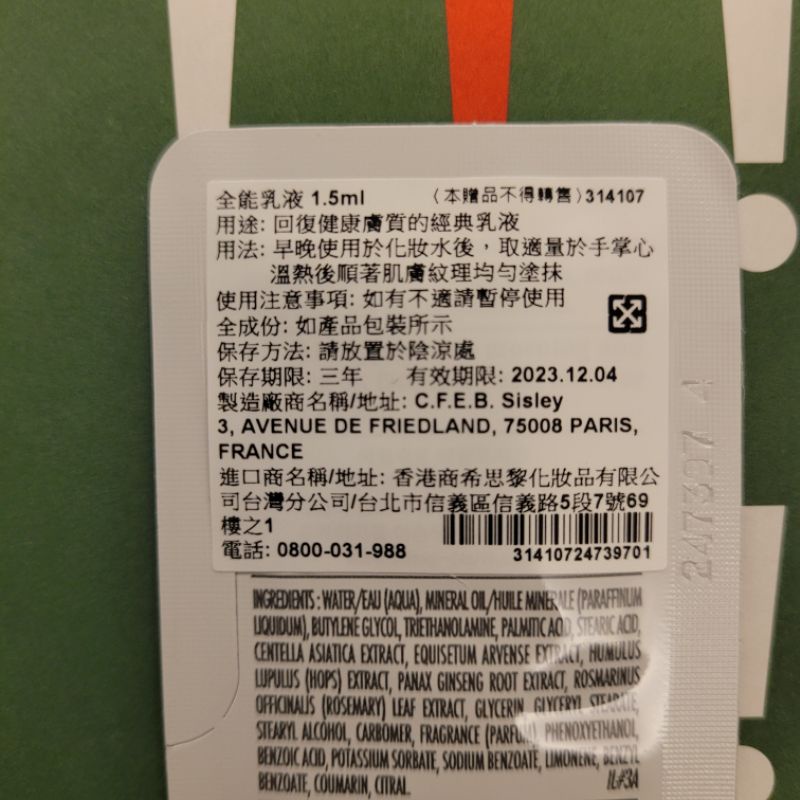 全能乳液 1.5ml （本贈品不得轉售）314107
用途: 回復健康膚質的經典乳液
用法: 早晚使用於化妝水後，取適量於手掌心
溫熱後順著肌膚紋理均勻塗抹
使用注意事項: 如有不適請暫停使用
全成份: 如產品包裝所示
保存方法: 請放置於陰涼處
保存期限: 三年 有效期限: 2023.12.04
製造廠商名稱/地址: C.F.E.B. Sisley
3, AVENUE DE FRIEDLAND, 75008 PARIS,
FRANCE
進口商名稱/地址: 香港商希思黎化妝品有限公
司台灣分公司/台北市信義區信義路5段7號69
樓之1
電話: 0800-031-988
31410724739701
247397 4
INGREDIENTS : WATER/EAU (AQUA), MINERAL OIL/HUILE MINERALE (PARAFFINUM
LIQUIDUM), BUTYLENE GLYCOL, TRIETHANOLAMINE, PALMITIC ACID, STEARIC ACID,
CENTELLA ASIATICA EXTRACT, EQUISETUM ARVENSE EXTRACT, HUMULUS
LUPULUS (HOPS) EXTRACT, PANAX GINSENG ROOT EXTRACT, ROSMARINUS
OFFICINALIS (ROSEMARY) LEAF EXTRACT, GLYCERIN, GLYCERYL STEARATE,
STEARYL ALCOHOL, CARBOMER, FRAGRANCE (PARFUM), PHENOXYETHANOL,
BENZOIC ACID, POTASSIUM SORBATE, SODIUM BENZOATE, LIMONENE, BENZYL
BENZOATE, COUMARIN, CITRAL. IL#3A